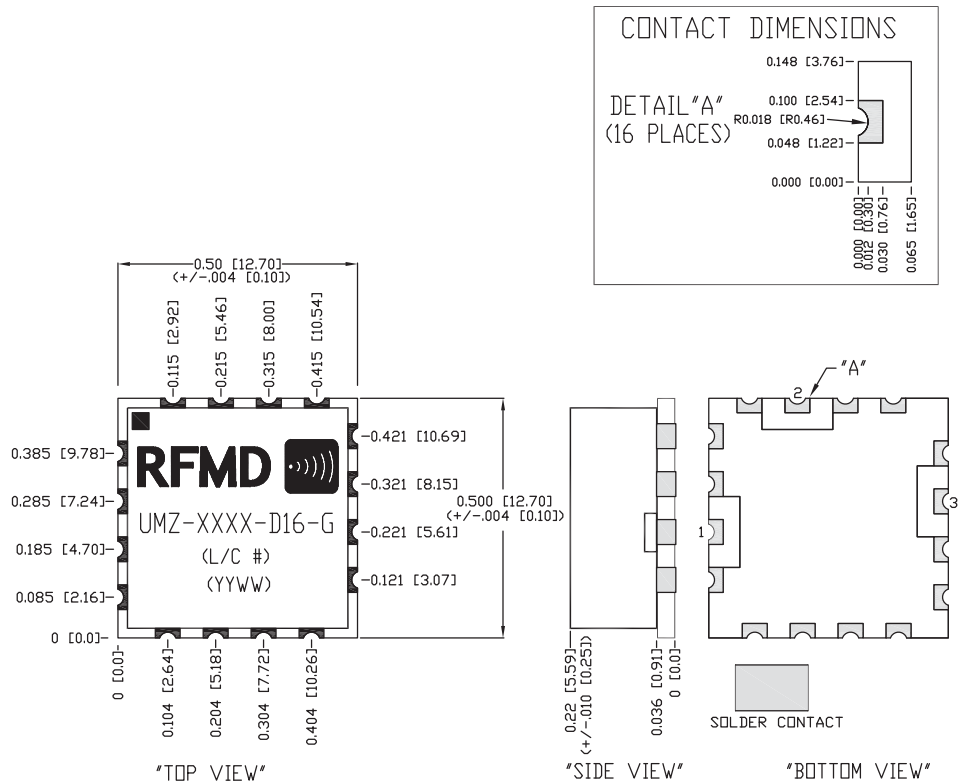 CONTACT DIMENSIONS
0.148 [3.76]
DETAIL"A"
(16 PLACES)
0.100 [2.54]
R0.018 [R0.46]
0.048 [1.22]
0.000 [0.00]
0.000 [0.00]
0.012 [0.30]
0.030 [0.76]
0.065 [1.65]
0.50 [12.70]
(+/-.004 [0.10])
0.115 [2.92]
0.215 [5.46]
0.315 [8.00]
0.415 [10.54]
0.385 [9.78]
0.285 [7.24]
0.185 [4.70]
0.085 [2.16]
0 [0.0]
RFMD
UMZ-XXXX-D16-G
(L/C #)
(YYWW)
0.421 [10.69]
0.321 [8.15]
0.221 [5.61]
0.121 [3.07]
0.500 [12.70]
(+/-.004 [0.10])
0 [0.0]
0.104 [2.64]
0.204 [5.18]
0.304 [7.72]
0.404 [10.26]
"TOP VIEW"
0.22 [5.59]
(+/-.010 [0.25])
0.036 [0.91]
0 [0.0]
"SIDE VIEW"
"A"
2
1
3
SOLDER CONTACT
"BOTTOM VIEW"